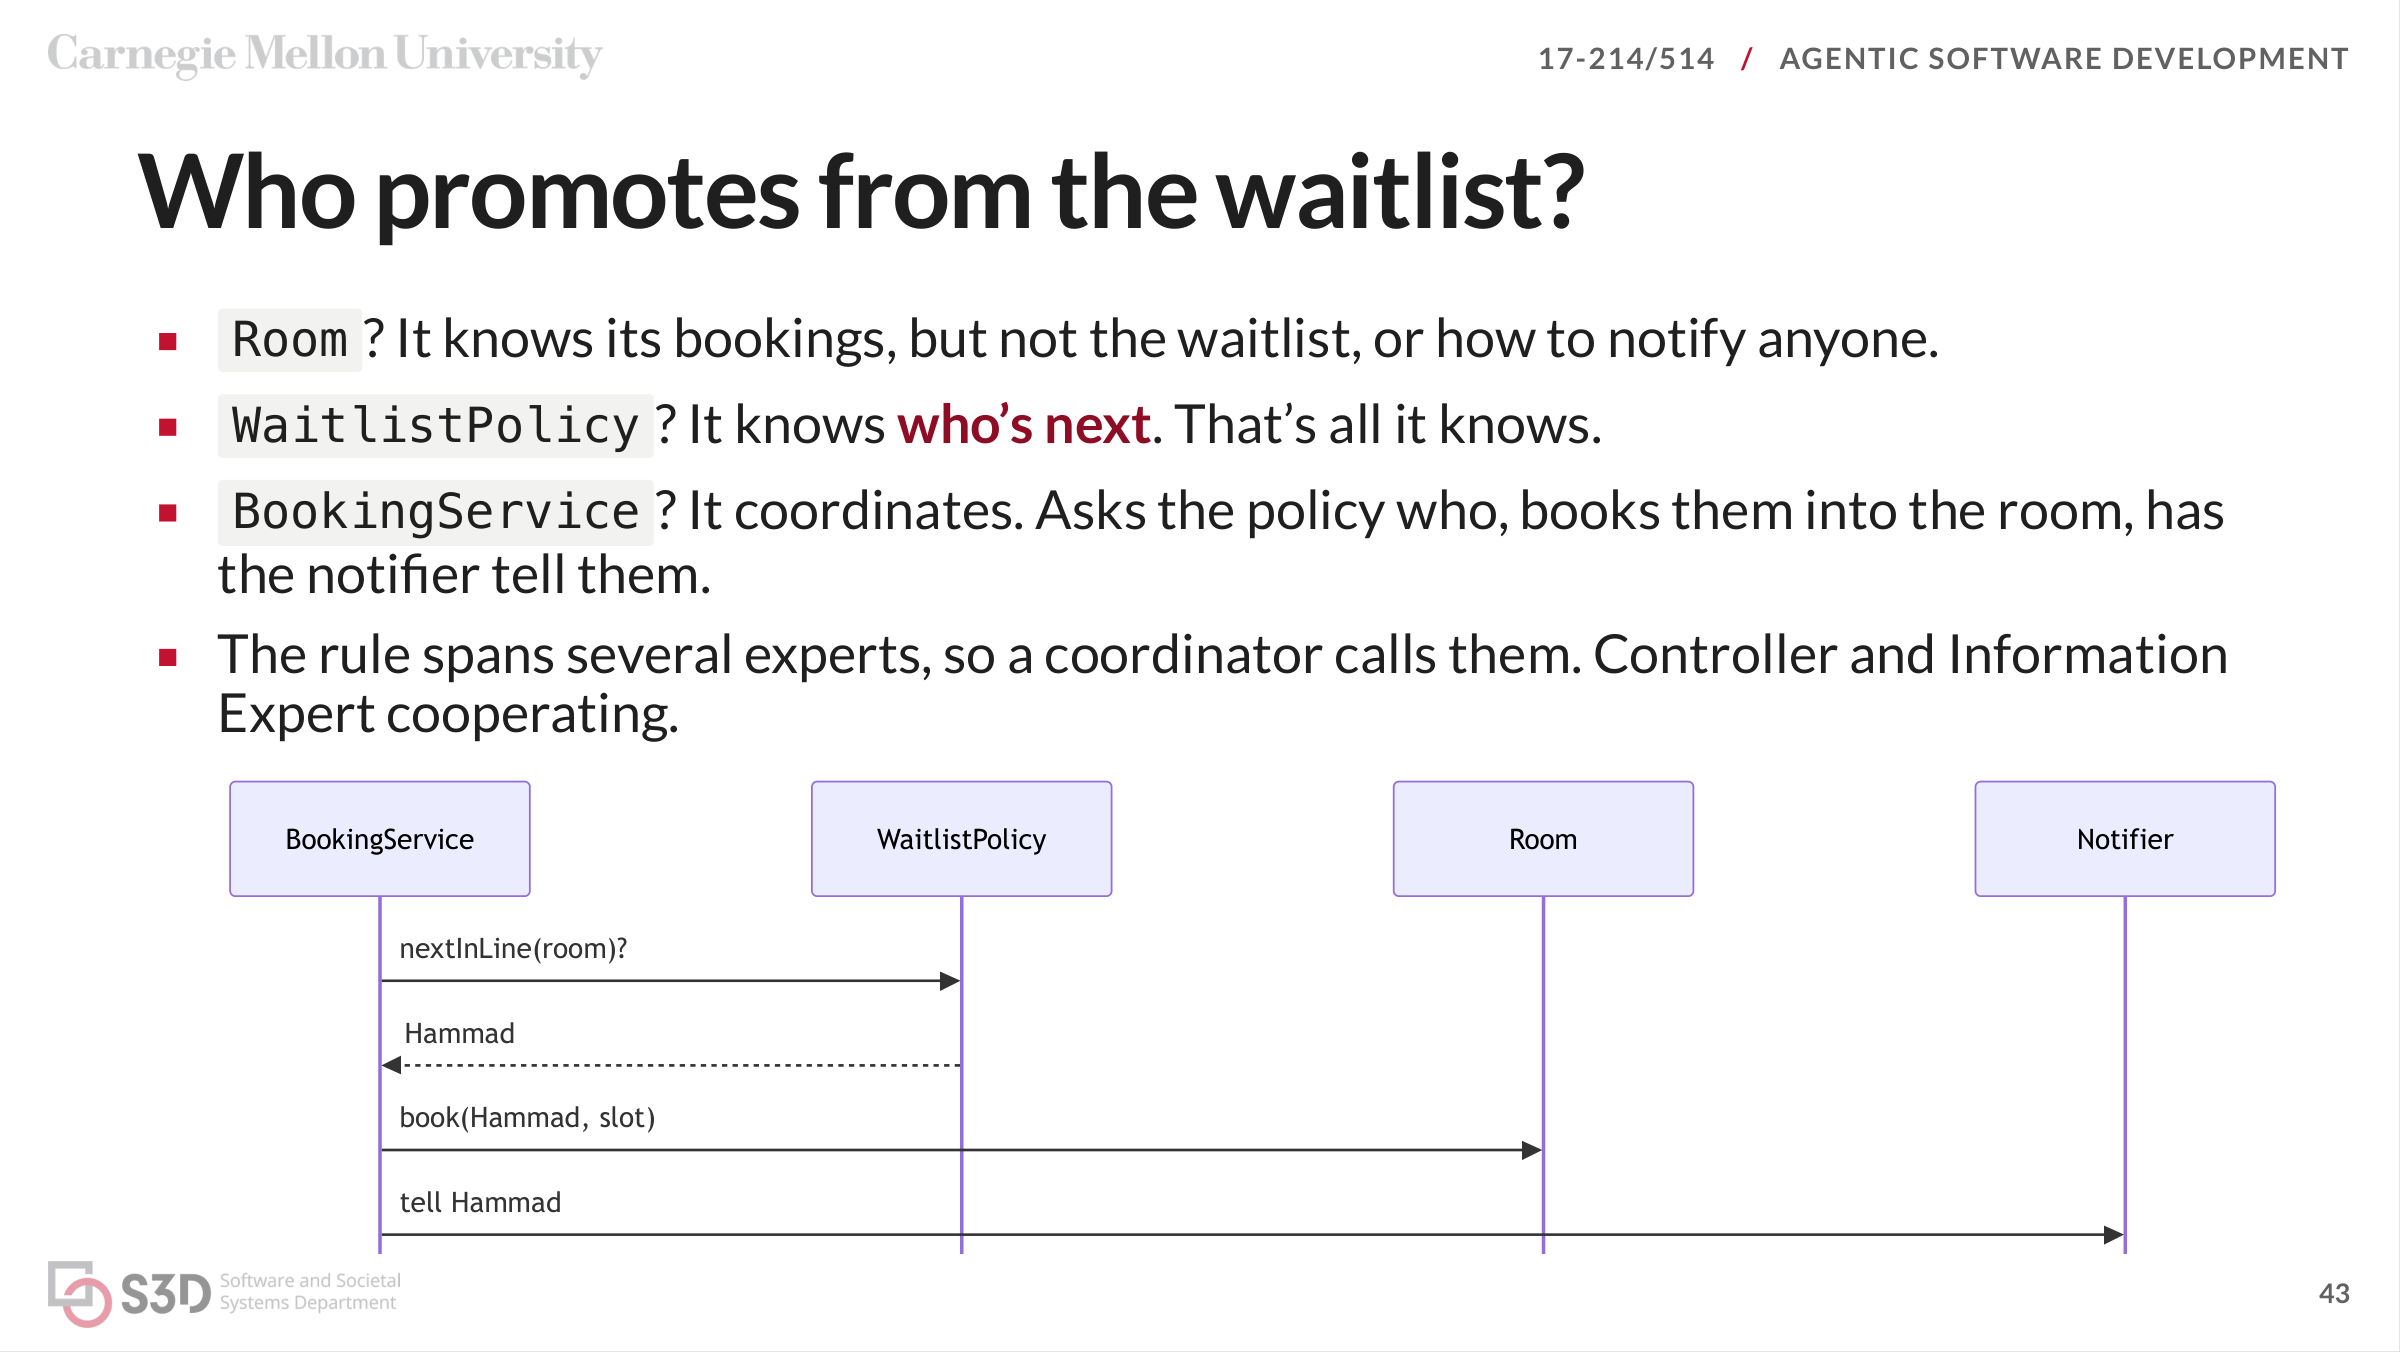 Carnegie Mellon University
17-214/514 / AGENTIC SOFTWARE DEVELOPMENT
Who promotes from the waitlist?
Room? It knows its bookings, but not the waitlist, or how to notify anyone.
WaitlistPolicy? It knows who’s next. That’s all it knows.
BookingService? It coordinates. Asks the policy who, books them into the room, has
the notifier tell them.
The rule spans several experts, so a coordinator calls them. Controller and Information
Expert cooperating.
BookingService
WaitlistPolicy
Room
Notifier
nextInLine(room)?
Hammad
book(Hammad, slot)
tell Hammad
S3D
Software and Societal
Systems Department
43